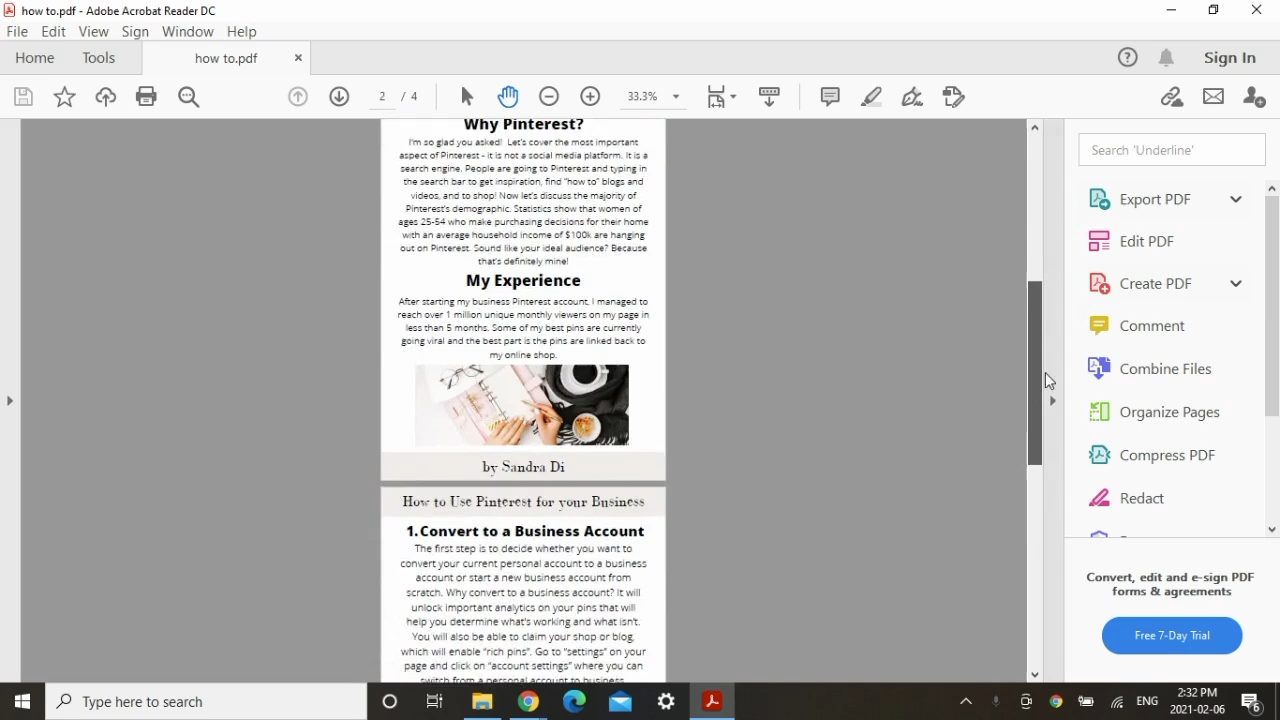 how to.pdf - Adobe Acrobat Reader DC
File Edit View Sign Window Help
Home Tools how to.pdf × Sign In
2 / 4 33.3%
Why Pinterest?
I'm so glad you asked! Let's cover the most important
aspect of Pinterest - it is not a social media platform. It is a
search engine. People are going to Pinterest and typing in
the search bar to get inspiration, find "how to" blogs and
videos, and to shop! Now let's discuss the majority of
Pinterest's demographic. Statistics show that women of
ages 25-54 who make purchasing decisions for their home
with an average household income of $100k are hanging
out on Pinterest. Sound like your ideal audience? Because
that's definitely mine!
My Experience
After starting my business Pinterest account, I managed to
reach over 1 million unique monthly viewers on my page in
less than 5 months. Some of my best pins are currently
going viral and the best part is the pins are linked back to
my online shop.
by Sandra Di
How to Use Pinterest for your Business
1. Convert to a Business Account
The first step is to decide whether you want to
convert your current personal account to a business
account or start a new business account from
scratch. Why convert to a business account? It will
unlock important analytics on your pins that will
help you determine what's working and what isn't.
You will also be able to claim your shop or blog,
which will enable "rich pins". Go to "settings" on your
page and click on "account settings" where you can
switch from a personal account to business
Search 'Underline'
Export PDF
Edit PDF
Create PDF
Comment
Combine Files
Organize Pages
Compress PDF
Redact
Convert, edit and e-sign PDF
forms & agreements
Free 7-Day Trial
Type here to search
ENG
2:32 PM
2021-02-06
6